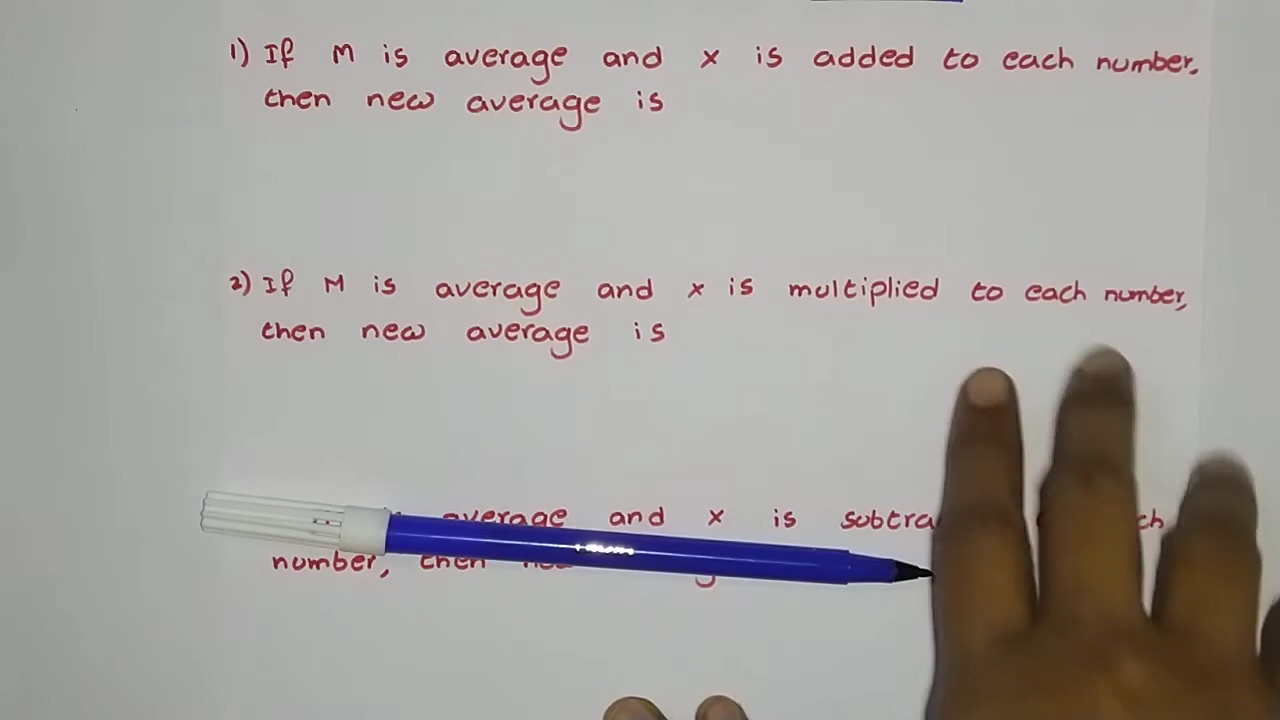 1) If M is average and x is added to each number,
then new average is
2) If M is average and x is multiplied to each number,
then new average is
average and x is
number, then